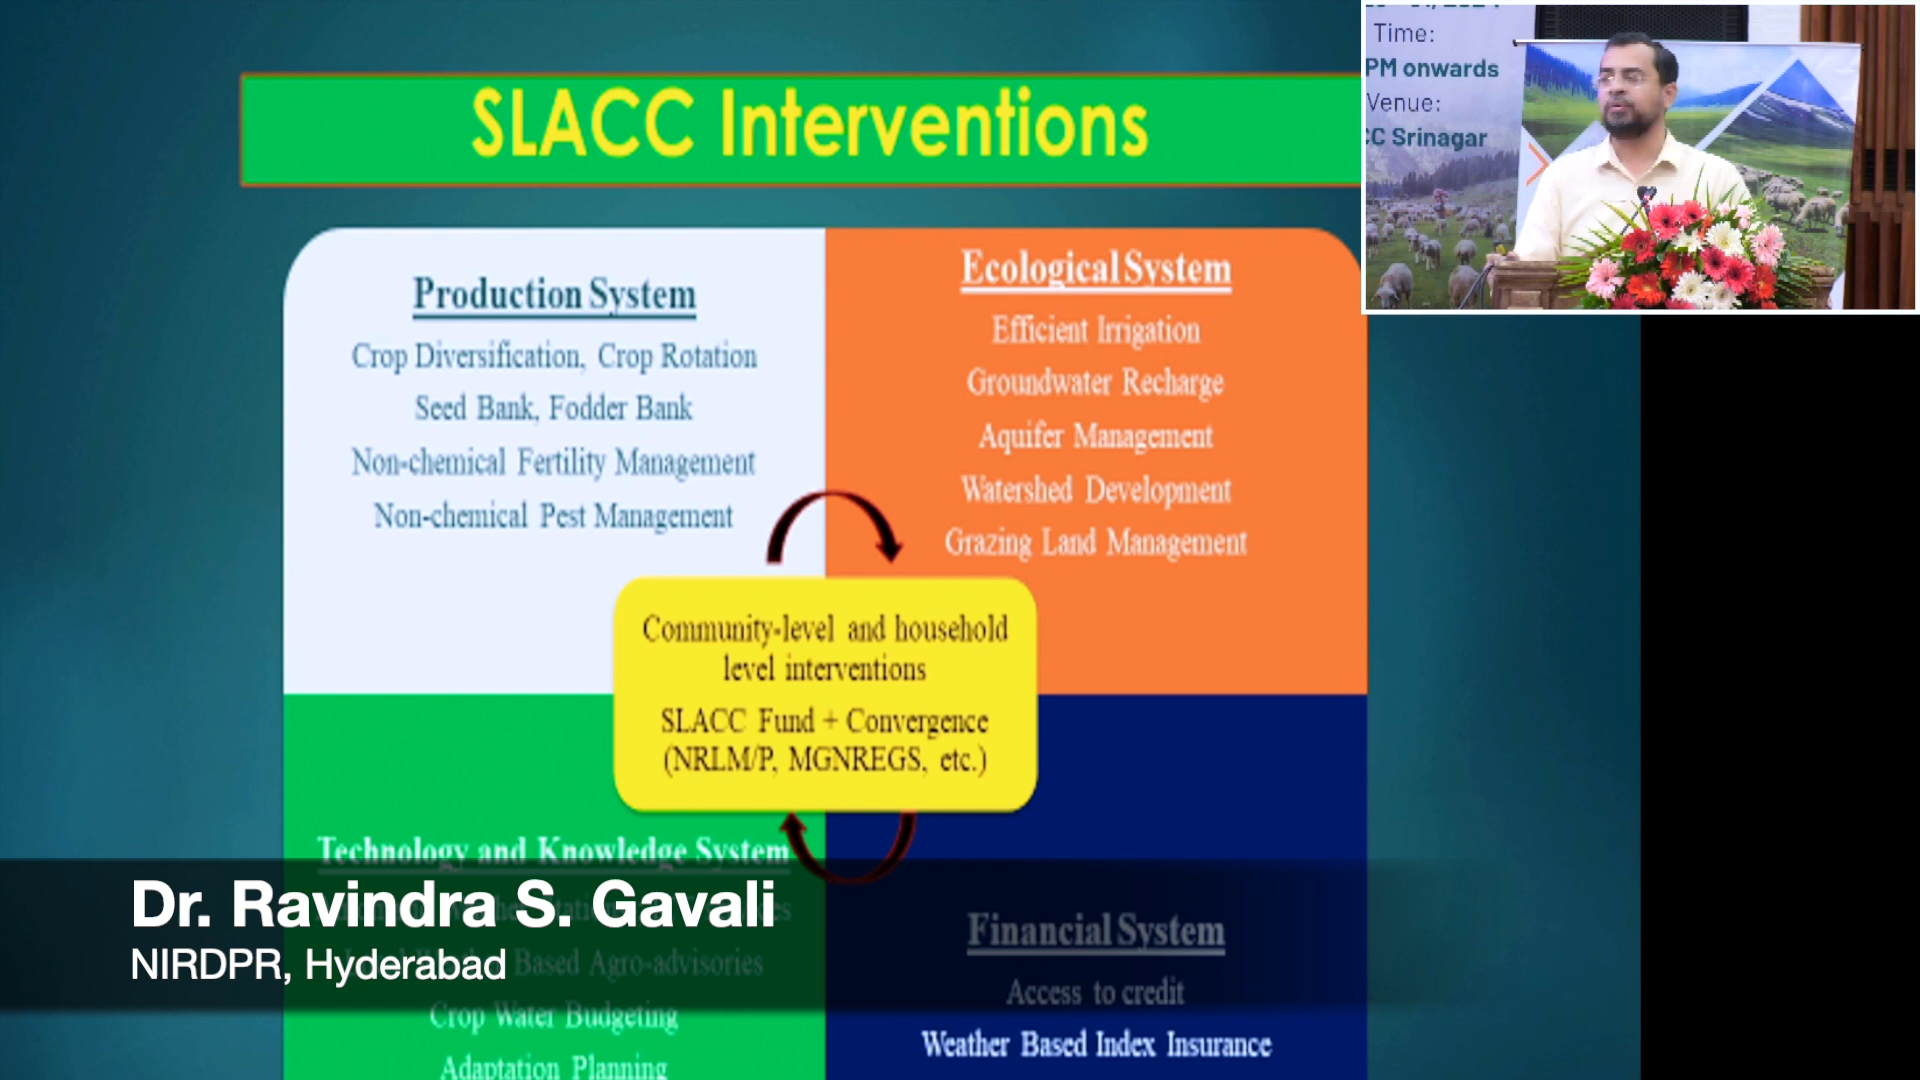 SLACC Interventions
Time:
PM onwards
Venue:
CC Srinagar
Production System
Crop Diversification, Crop Rotation
Seed Bank, Fodder Bank
Non-chemical Fertility Management
Non-chemical Pest Management
Ecological System
Efficient Irrigation
Groundwater Recharge
Aquifer Management
Watershed Development
Grazing Land Management
Community-level and household
level interventions
SLACC Fund + Convergence
(NRLM/P, MGNREGS, etc.)
Technology and Knowledge System
Based Agro-advisories
Crop Water Budgeting
Adaptation Planning
Financial System
Access to credit
Weather Based Index Insurance
Dr. Ravindra S. Gavali
NIRDPR, Hyderabad